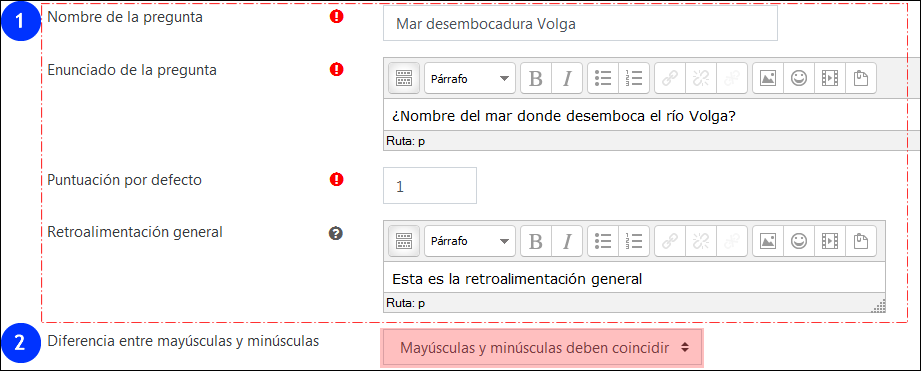 1 Nombre de la pregunta Mar desembocadura Volga
Enunciado de la pregunta Párrafo B I
¿Nombre del mar donde desemboca el río Volga?
Ruta: p
Puntuación por defecto 1
Retroalimentación general Párrafo B I
Esta es la retroalimentación general
Ruta: p
2 Diferencia entre mayúsculas y minúsculas Mayúsculas y minúsculas deben coincidir